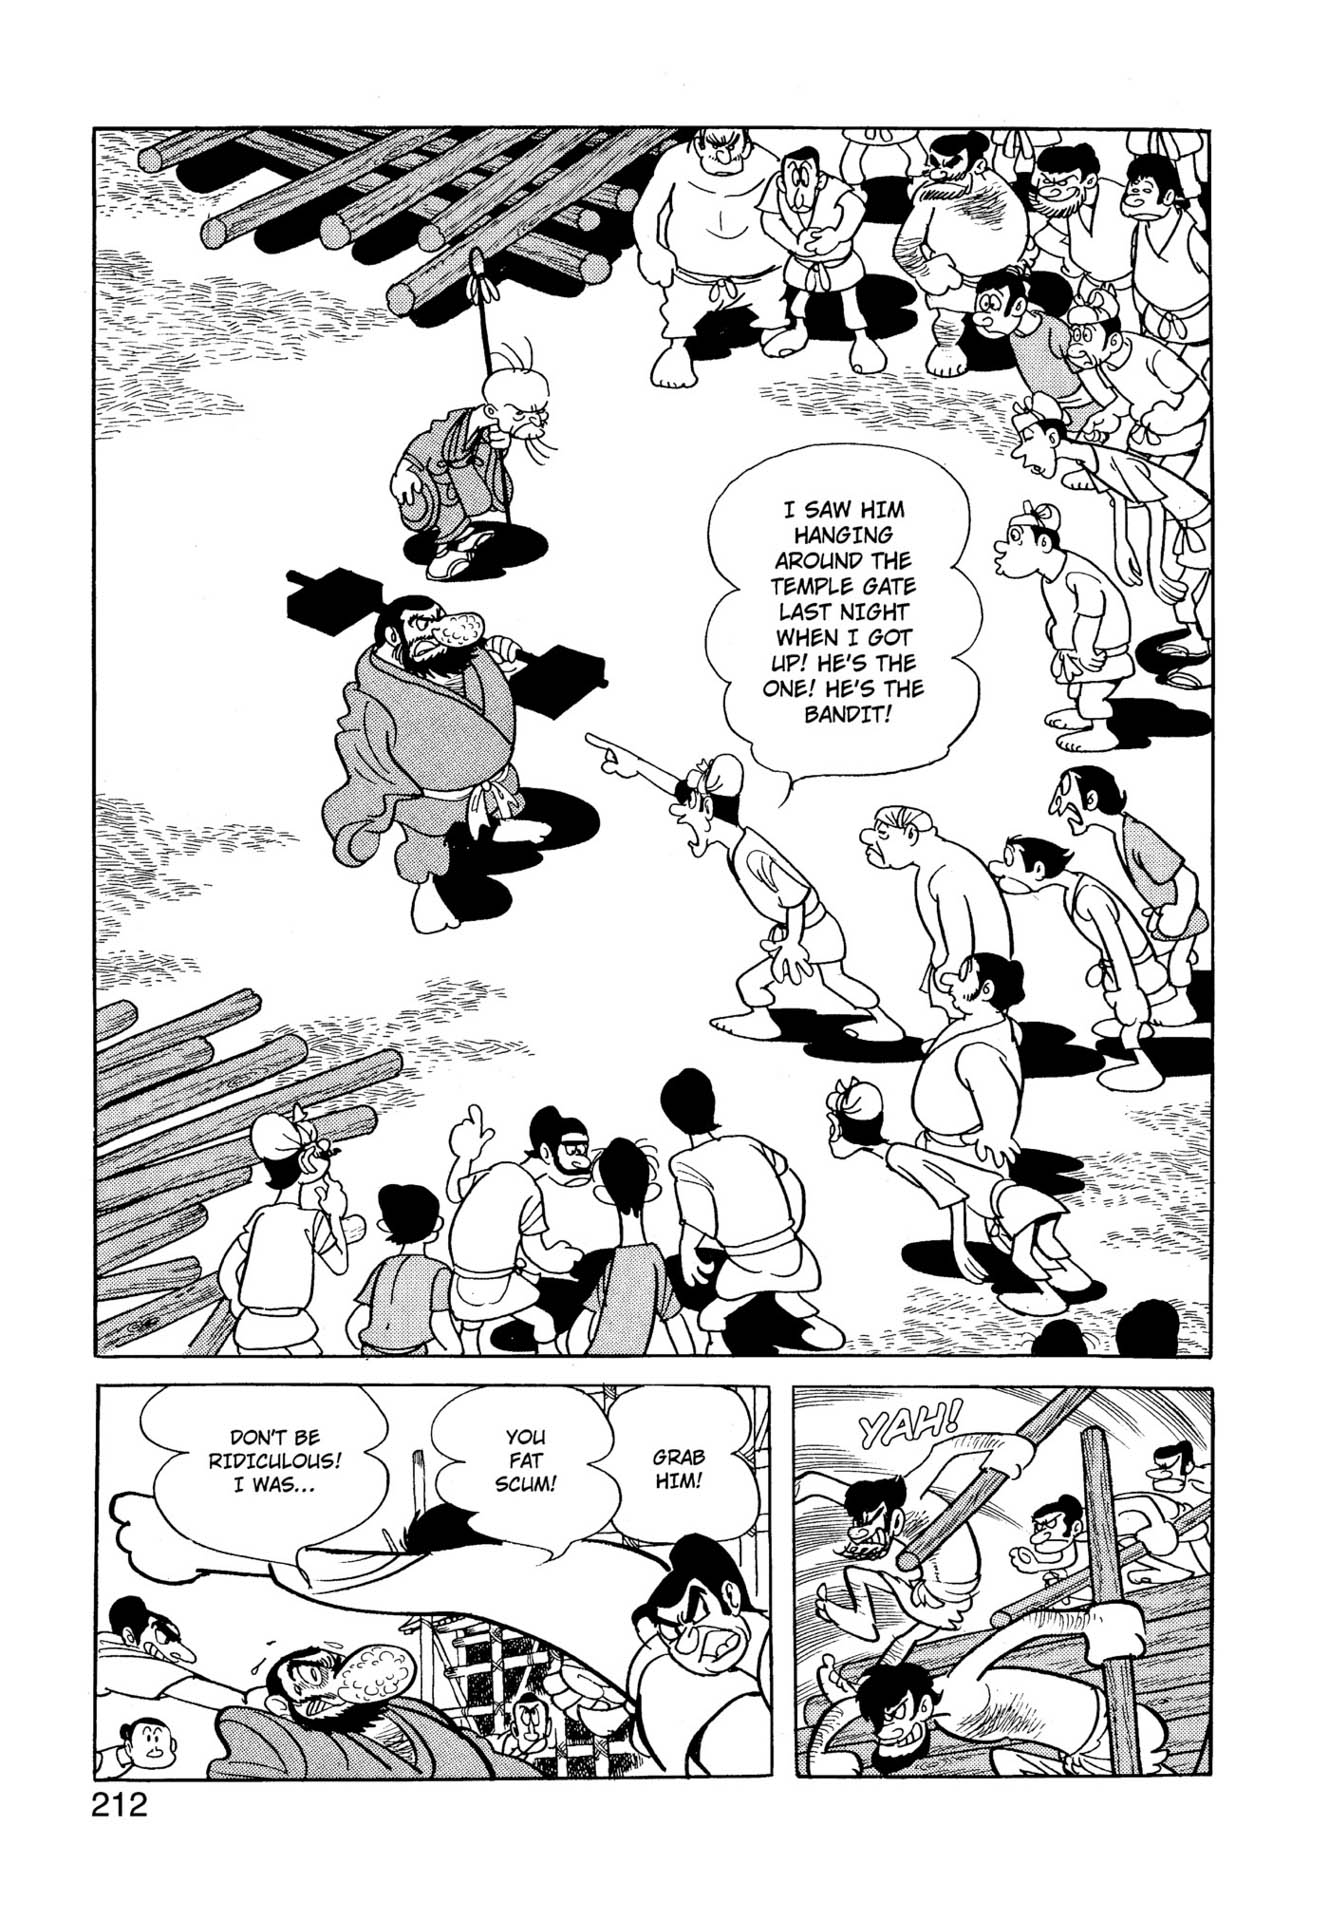 I SAW HIM
HANGING
AROUND THE
TEMPLE GATE
LAST NIGHT
WHEN I GOT
UP! HE'S THE
ONE! HE'S THE
BANDIT!
DON'T BE
RIDICULOUS!
I WAS...
YOU
FAT
SCUM!
GRAB
HIM!
YAH!
212